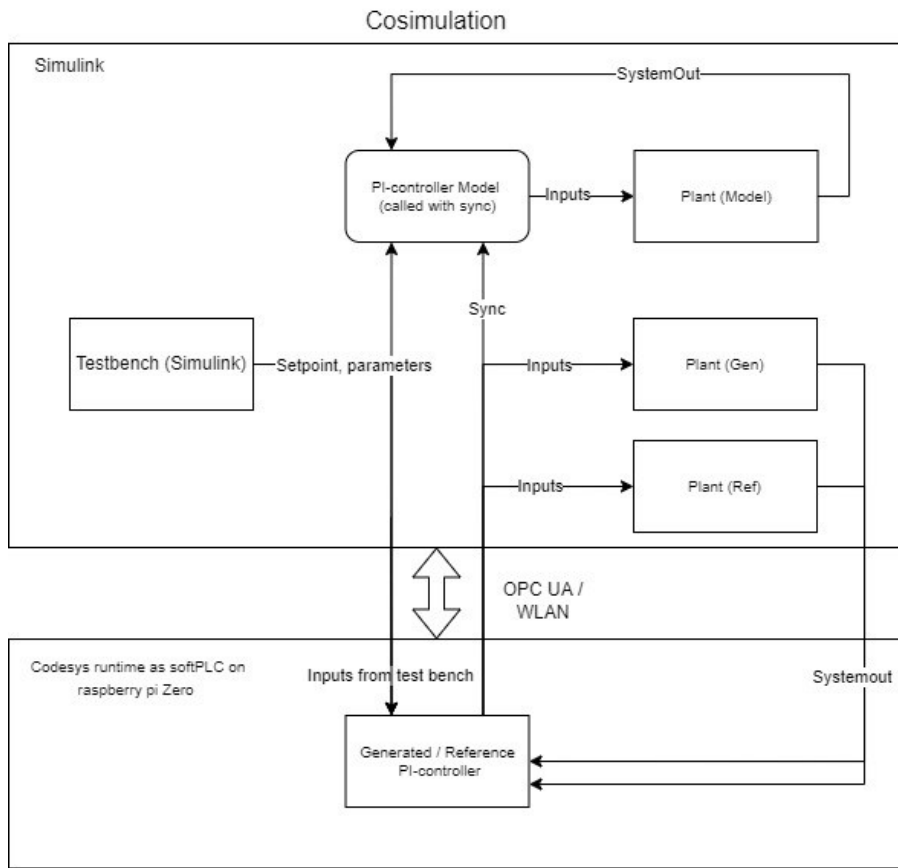 Cosimulation
Simulink
SystemOut
PI-controller Model
(called with sync)
Inputs
Plant (Model)
Sync
Testbench (Simulink)
Setpoint, parameters
Inputs
Plant (Gen)
Inputs
Plant (Ref)
OPC UA /
WLAN
Codesys runtime as softPLC on
raspberry pi Zero
Inputs from test bench
Systemout
Generated / Reference
PI-controller